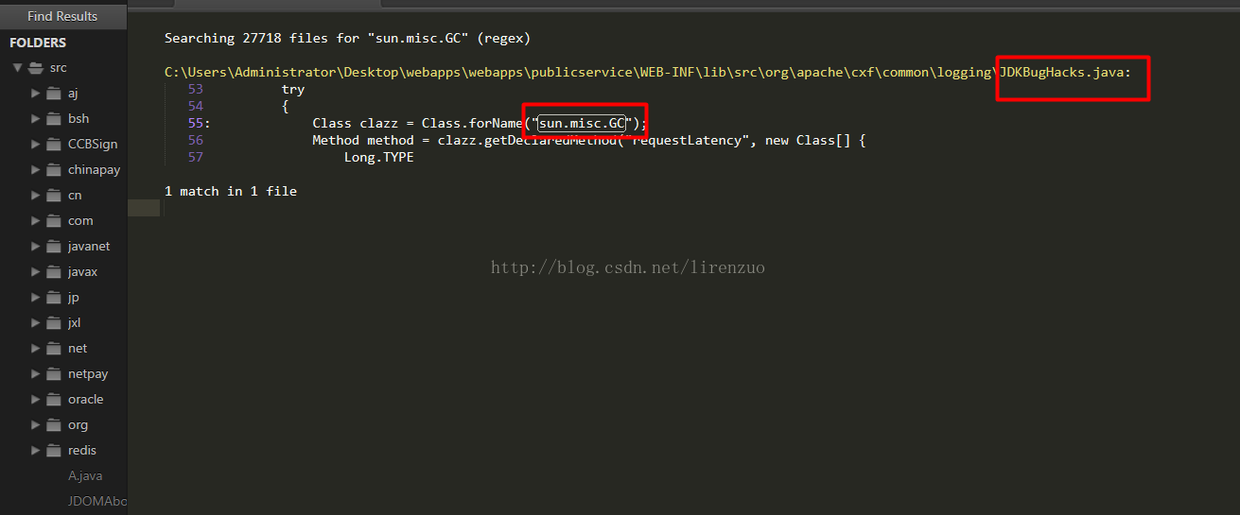 Find Results
FOLDERS
src
aj
bsh
CCBSign
chinapay
cn
com
javanet
javax
jp
jxl
net
netpay
oracle
org
redis
A.java
JDOMAbo
Searching 27718 files for "sun.misc.GC" (regex)
C:\Users\Administrator\Desktop\webapps\webapps\publicservice\WEB-INF\lib\src\org\apache\cxf\common\logging\JDKBugHacks.java:
53 try
54 {
55: Class clazz = Class.forName("sun.misc.GC");
56 Method method = clazz.getDeclaredMethod("requestLatency", new Class[] {
57 Long.TYPE
1 match in 1 file
http://blog.csdn.net/lirenzuo